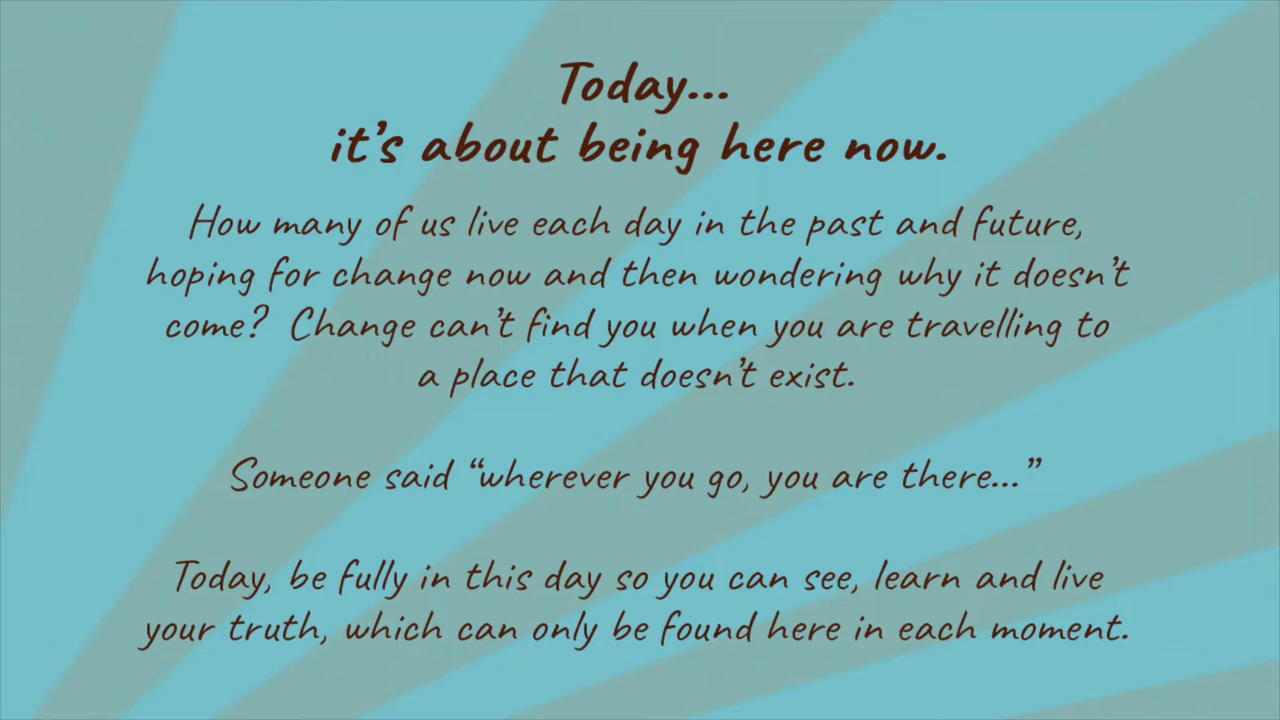 Today...
it's about being here now.
How many of us live each day in the past and future,
hoping for change now and then wondering why it doesn't
come?  Change can't find you when you are travelling to
a place that doesn't exist.
Someone said “wherever you go, you are there...”
Today, be fully in this day so you can see, learn and live
your truth, which can only be found here in each moment.